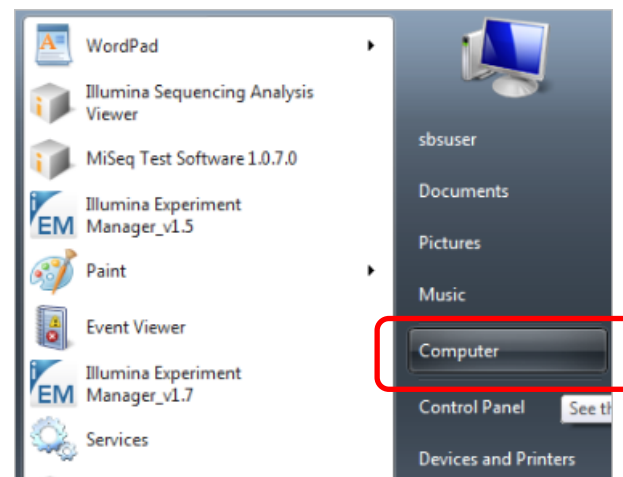 WordPad
Illumina Sequencing Analysis
Viewer
MiSeq Test Software 1.0.7.0
Illumina Experiment
Manager_v1.5
EM
Paint
Event Viewer
Illumina Experiment
Manager_v1.7
EM
Services
sbsuser
Documents
Pictures
Music
Computer
Control Panel
See th
Devices and Printers